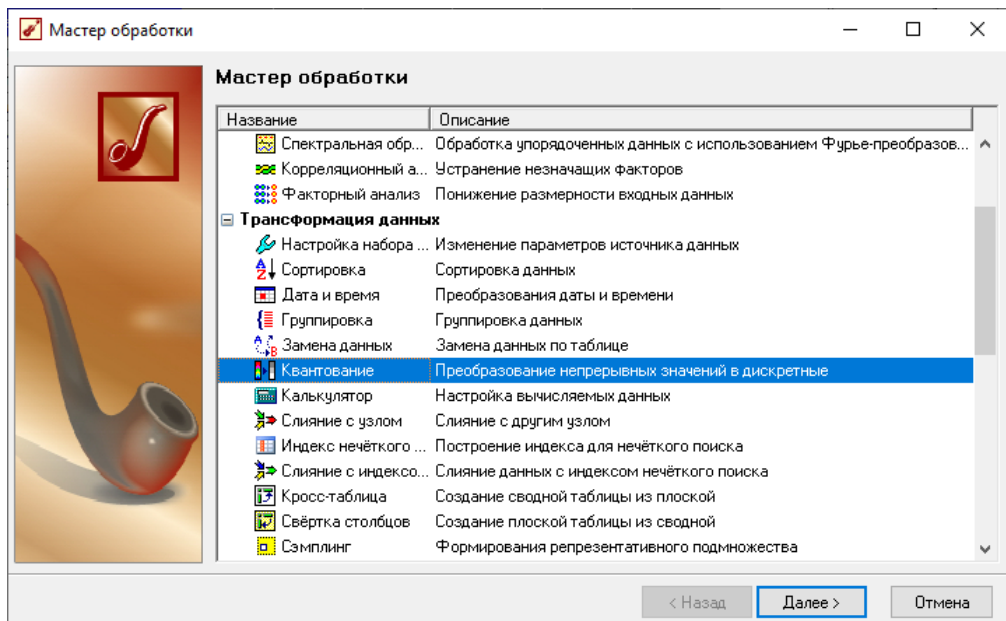 Мастер обработки
Мастер обработки
Название Описание
Спектральная обр... Обработка упорядоченных данных с использованием Фурье-преобразов...
Корреляционный а... Устранение незначащих факторов
Факторный анализ Понижение размерности входных данных
Трансформация данных
Настройка набора ... Изменение параметров источника данных
Сортировка Сортировка данных
Дата и время Преобразования даты и времени
Группировка Группировка данных
Замена данных Замена данных по таблице
Квантование Преобразование непрерывных значений в дискретные
Калькулятор Настройка вычисляемых данных
Слияние с узлом Слияние с другим узлом
Индекс нечёткого ... Построение индекса для нечёткого поиска
Слияние с индексо... Слияние данных с индексом нечёткого поиска
Кросс-таблица Создание сводной таблицы из плоской
Свёртка столбцов Создание плоской таблицы из сводной
Сэмплинг Формирования репрезентативного подмножества
< Назад Далее > Отмена